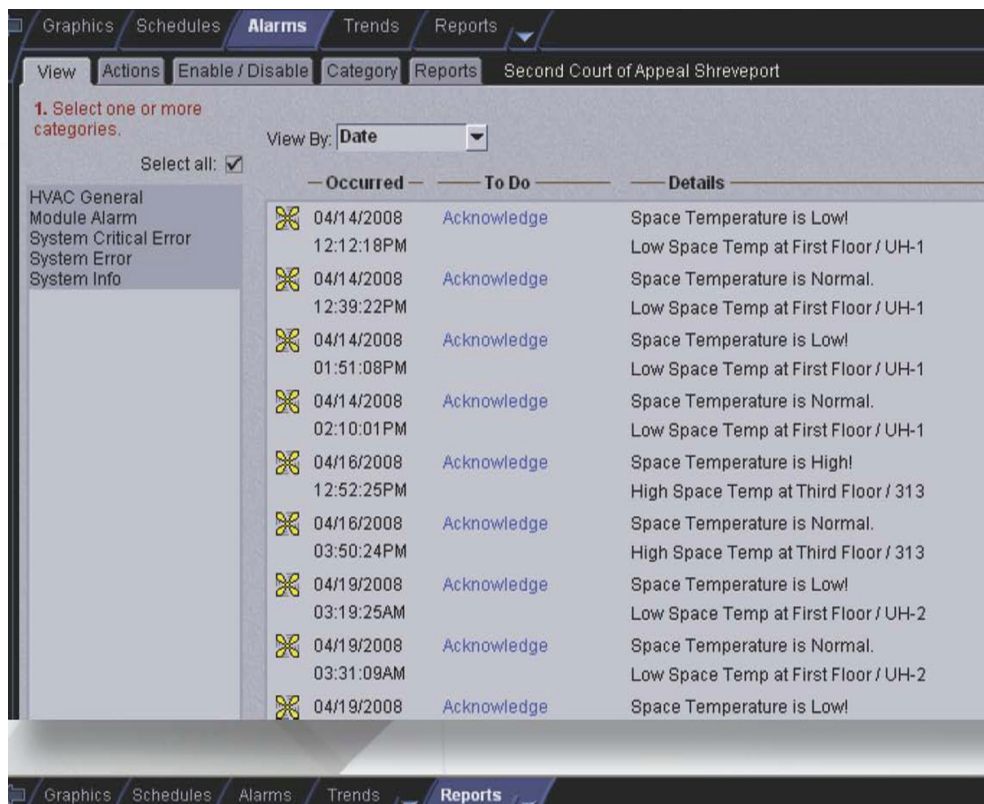 Graphics Schedules Alarms Trends Reports
View Actions Enable / Disable Category Reports Second Court of Appeal Shreveport
1. Select one or more
categories.
View By: Date
Select all:
Occurred To Do Details
HVAC General
Module Alarm
System Critical Error
System Error
System Info
04/14/2008 Acknowledge Space Temperature is Low!
12:12:18PM Low Space Temp at First Floor / UH-1
04/14/2008 Acknowledge Space Temperature is Normal.
12:39:22PM Low Space Temp at First Floor / UH-1
04/14/2008 Acknowledge Space Temperature is Low!
01:51:08PM Low Space Temp at First Floor / UH-1
04/14/2008 Acknowledge Space Temperature is Normal.
02:10:01PM Low Space Temp at First Floor / UH-1
04/16/2008 Acknowledge Space Temperature is High!
12:52:25PM High Space Temp at Third Floor / 313
04/16/2008 Acknowledge Space Temperature is Normal.
03:50:24PM High Space Temp at Third Floor / 313
04/19/2008 Acknowledge Space Temperature is Low!
03:19:25AM Low Space Temp at First Floor / UH-2
04/19/2008 Acknowledge Space Temperature is Normal.
03:31:09AM Low Space Temp at First Floor / UH-2
04/19/2008 Acknowledge Space Temperature is Low!
Graphics Schedules Alarms Trends Reports